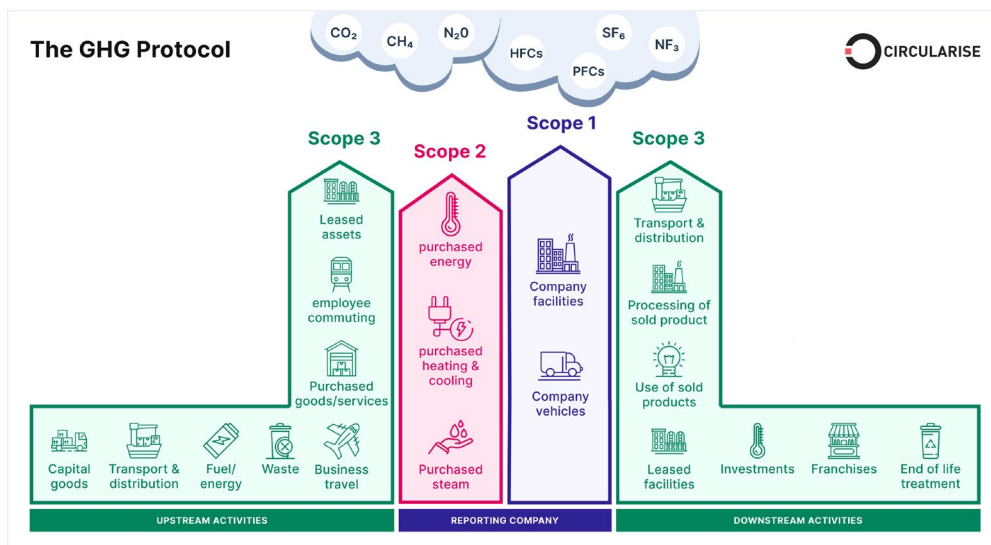 The GHG Protocol
CO₂
CH₄
N₂0
HFCs
PFCs
SF₆
NF₃
CIRCULARISE
Scope 3
Leased
assets
employee
commuting
Purchased
goods/services
Capital
goods
Transport &
distribution
Fuel/
energy
Waste
Business
travel
UPSTREAM ACTIVITIES
Scope 2
purchased
energy
purchased
heating &
cooling
Purchased
steam
Scope 1
Company
facilities
Company
vehicles
REPORTING COMPANY
Scope 3
Transport &
distribution
Processing of
sold product
Use of sold
products
Leased
facilities
Investments
Franchises
End of life
treatment
DOWNSTREAM ACTIVITIES